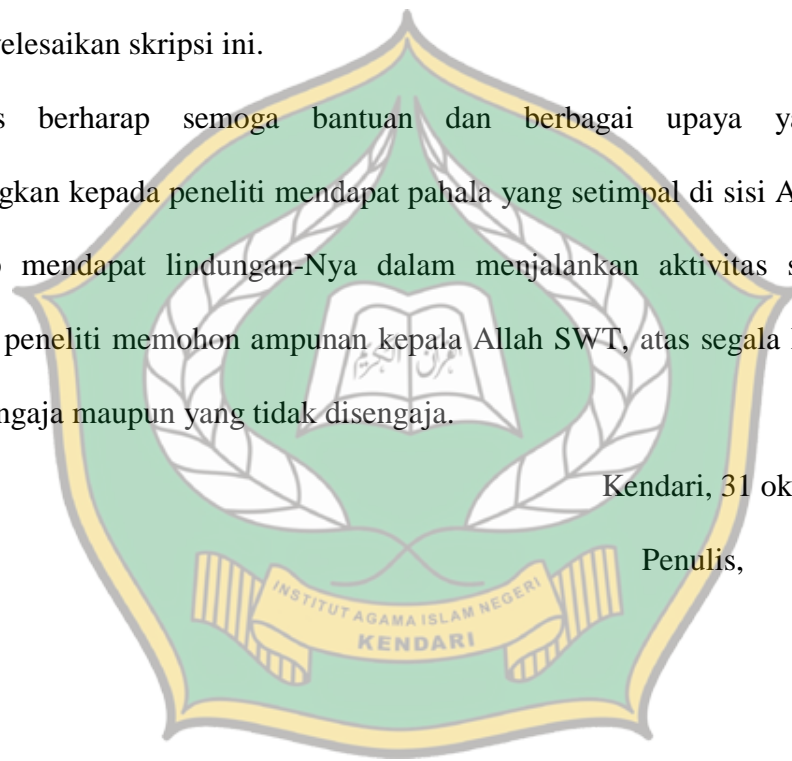 elesaikan skripsi ini.
s berharap semoga bantuan dan berbagai upaya ya
gkan kepada peneliti mendapat pahala yang setimpal di sisi A
mendapat lindungan-Nya dalam menjalankan aktivitas s
peneliti memohon ampunan kepala Allah SWT, atas segala
القرآن الكريم
ngaja maupun yang tidak disengaja.
Kendari, 31 ok
Penulis,
INSTITUT AGAMA ISLAM NEGERI
KENDARI